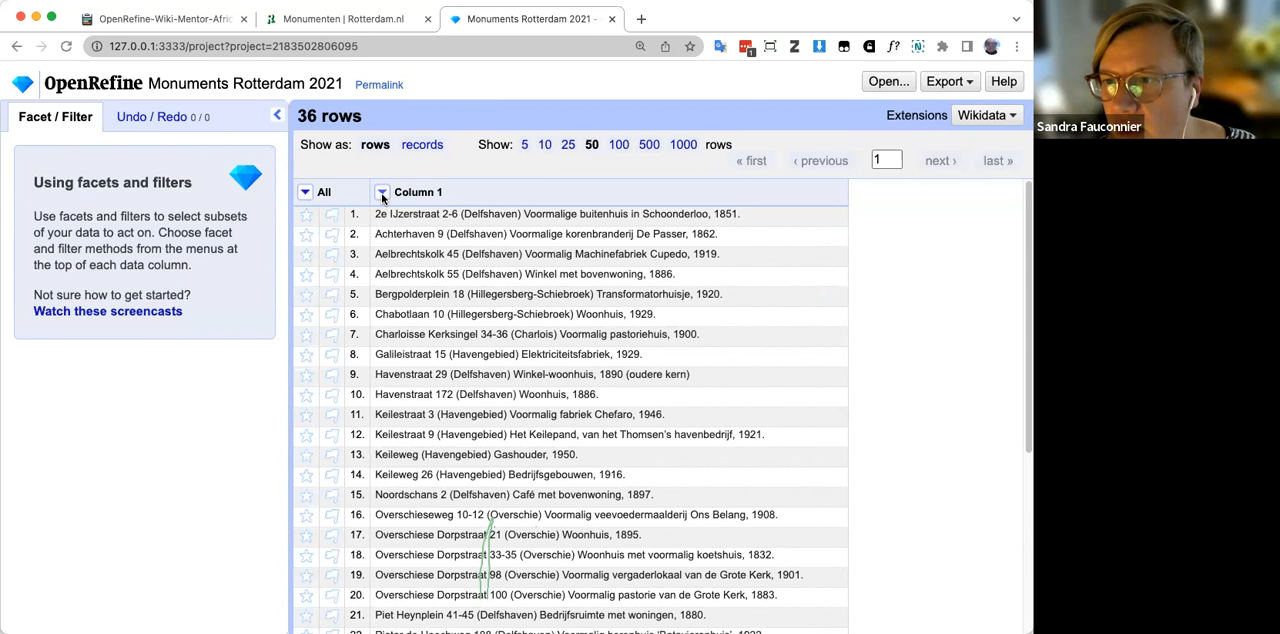 OpenRefine-Wiki-Mentor-Afri
Monumenten | Rotterdam.nl
Monuments Rotterdam 2021 -
127.0.0.1:3333/project?project=2183502806095
OpenRefine Monuments Rotterdam 2021 Permalink
Open... Export Help
Facet / Filter Undo / Redo 0 / 0
36 rows
Extensions Wikidata
Show as: rows records Show: 5 10 25 50 100 500 1000 rows
« first ‹ previous 1 next › last »
Using facets and filters
Use facets and filters to select subsets
of your data to act on. Choose facet
and filter methods from the menus at
the top of each data column.
Not sure how to get started?
Watch these screencasts
All Column 1
1. 2e IJzerstraat 2-6 (Delfshaven) Voormalige buitenhuis in Schoonderloo, 1851.
2. Achterhaven 9 (Delfshaven) Voormalige korenbranderij De Passer, 1862.
3. Aelbrechtskolk 45 (Delfshaven) Voormalig Machinefabriek Cupedo, 1919.
4. Aelbrechtskolk 55 (Delfshaven) Winkel met bovenwoning, 1886.
5. Bergpolderplein 18 (Hillegersberg-Schiebroek) Transformatorhuisje, 1920.
6. Chabotlaan 10 (Hillegersberg-Schiebroek) Woonhuis, 1929.
7. Charloisse Kerksingel 34-36 (Charlois) Voormalig pastoriehuis, 1900.
8. Galileistraat 15 (Havengebied) Elektriciteitsfabriek, 1929.
9. Havenstraat 29 (Delfshaven) Winkel-woonhuis, 1890 (oudere kern)
10. Havenstraat 172 (Delfshaven) Woonhuis, 1886.
11. Keilestraat 3 (Havengebied) Voormalig fabriek Chefaro, 1946.
12. Keilestraat 9 (Havengebied) Het Keilepand, van het Thomsen's havenbedrijf, 1921.
13. Keileweg (Havengebied) Gashouder, 1950.
14. Keileweg 26 (Havengebied) Bedrijfsgebouwen, 1916.
15. Noordschans 2 (Delfshaven) Café met bovenwoning, 1897.
16. Overschieseweg 10-12 (Overschie) Voormalig veevoedermaalderij Ons Belang, 1908.
17. Overschiese Dorpstraat 21 (Overschie) Woonhuis, 1895.
18. Overschiese Dorpstraat 33-35 (Overschie) Woonhuis met voormalig koetshuis, 1832.
19. Overschiese Dorpstraat 98 (Overschie) Voormalig vergaderlokaal van de Grote Kerk, 1901.
20. Overschiese Dorpstraat 100 (Overschie) Voormalig pastorie van de Grote Kerk, 1883.
21. Piet Heynplein 41-45 (Delfshaven) Bedrijfsruimte met woningen, 1880.
Sandra Fauconnier